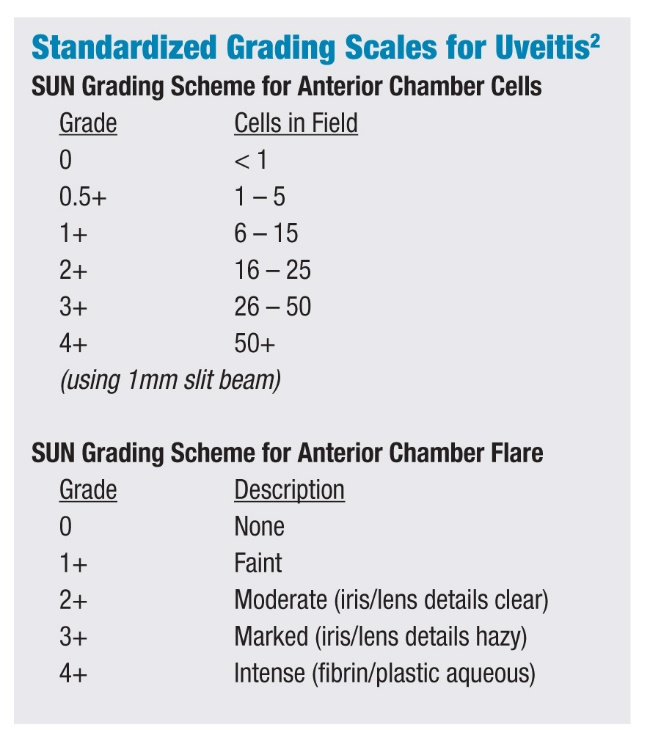 Standardized Grading Scales for Uveitis²
SUN Grading Scheme for Anterior Chamber Cells
Grade Cells in Field
0 < 1
0.5+ 1 – 5
1+ 6 – 15
2+ 16 – 25
3+ 26 – 50
4+ 50+
(using 1mm slit beam)
SUN Grading Scheme for Anterior Chamber Flare
Grade Description
0 None
1+ Faint
2+ Moderate (iris/lens details clear)
3+ Marked (iris/lens details hazy)
4+ Intense (fibrin/plastic aqueous)